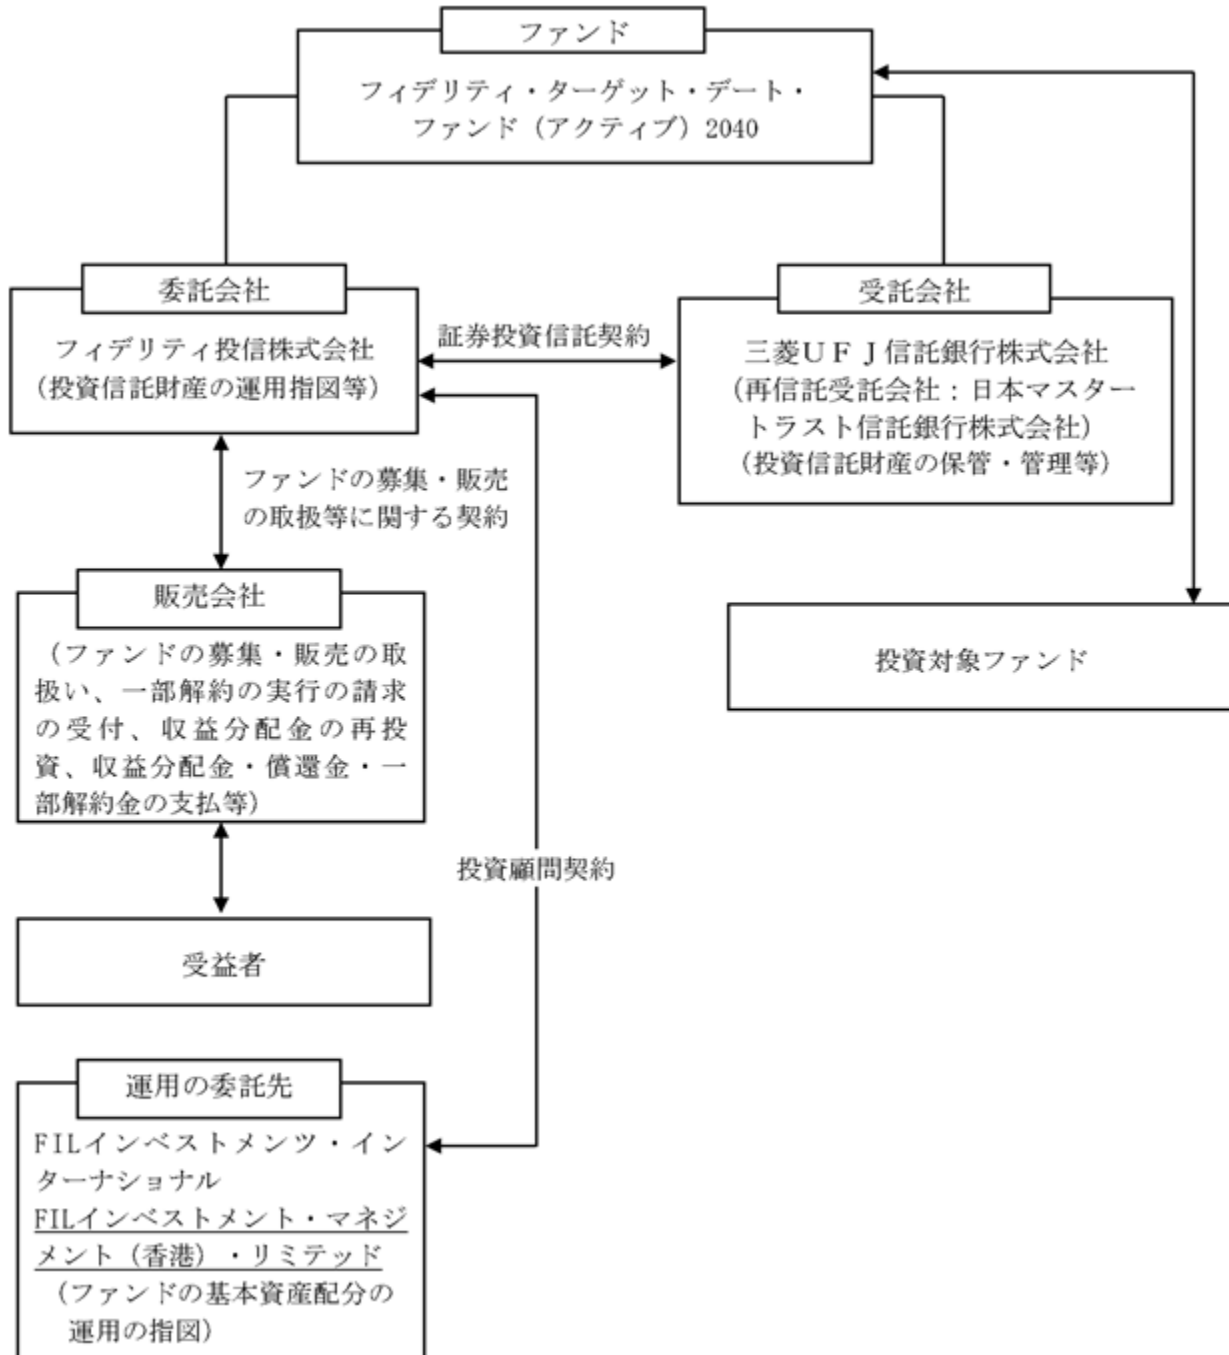 ファンド
フィデリティ・ターゲット・デート・
ファンド（アクティブ）2040
委託会社
フィデリティ投信株式会社
（投資信託財産の運用指図等）
証券投資信託契約
受託会社
三菱ＵＦＪ信託銀行株式会社
（再信託受託会社：日本マスター
トラスト信託銀行株式会社）
（投資信託財産の保管・管理等）
ファンドの募集・販売
の取扱等に関する契約
販売会社
（ファンドの募集・販売の取
扱い、一部解約の実行の請求
の受付、収益分配金の再投
資、収益分配金・償還金・一
部解約金の支払等）
投資対象ファンド
投資顧問契約
受益者
運用の委託先
FILインベストメンツ・イン
ターナショナル
FILインベストメント・マネジ
メント（香港）・リミテッド
（ファンドの基本資産配分の
運用の指図）